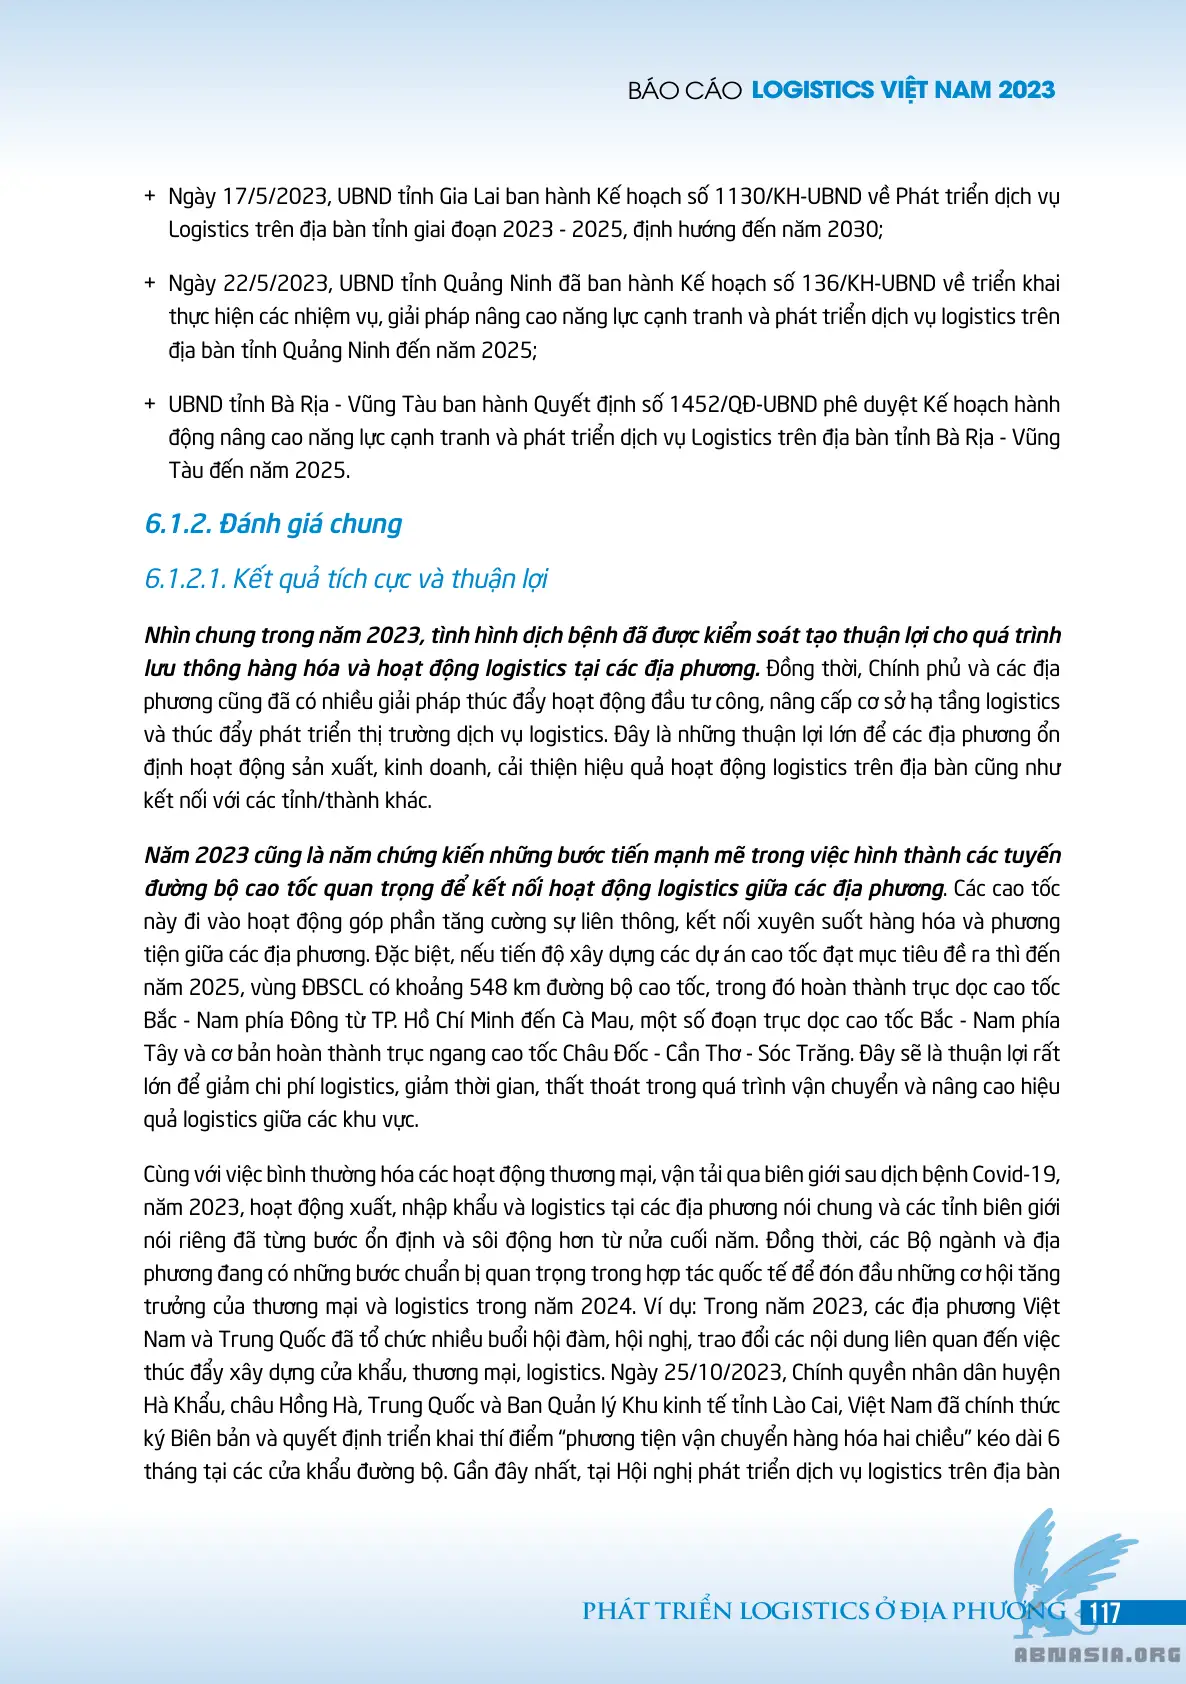 BÁO CÁO LOGISTICS VIỆT NAM 2023
+ Ngày 17/5/2023, UBND tỉnh Gia Lai ban hành Kế hoạch số 1130/KH-UBND về Phát triển dịch vụ
Logistics trên địa bàn tỉnh giai đoạn 2023 - 2025, định hướng đến năm 2030;
+ Ngày 22/5/2023, UBND tỉnh Quảng Ninh đã ban hành Kế hoạch số 136/KH-UBND về triển khai
thực hiện các nhiệm vụ, giải pháp nâng cao năng lực cạnh tranh và phát triển dịch vụ logistics trên
địa bàn tỉnh Quảng Ninh đến năm 2025;
+ UBND tỉnh Bà Rịa - Vũng Tàu ban hành Quyết định số 1452/QĐ-UBND phê duyệt Kế hoạch hành
động nâng cao năng lực cạnh tranh và phát triển dịch vụ Logistics trên địa bàn tỉnh Bà Rịa - Vũng
Tàu đến năm 2025.
6.1.2. Đánh giá chung
6.1.2.1. Kết quả tích cực và thuận lợi
Nhìn chung trong năm 2023, tình hình dịch bệnh đã được kiểm soát tạo thuận lợi cho quá trình
lưu thông hàng hóa và hoạt động logistics tại các địa phương. Đồng thời, Chính phủ và các địa
phương cũng đã có nhiều giải pháp thúc đẩy hoạt động đầu tư công, nâng cấp cơ sở hạ tầng logistics
và thúc đẩy phát triển thị trường dịch vụ logistics. Đây là những thuận lợi lớn để các địa phương ổn
định hoạt động sản xuất, kinh doanh, cải thiện hiệu quả hoạt động logistics trên địa bàn cũng như
kết nối với các tỉnh/thành khác.
Năm 2023 cũng là năm chứng kiến những bước tiến mạnh mẽ trong việc hình thành các tuyến
đường bộ cao tốc quan trọng để kết nối hoạt động logistics giữa các địa phương. Các cao tốc
này đi vào hoạt động góp phần tăng cường sự liên thông, kết nối xuyên suốt hàng hóa và phương
tiện giữa các địa phương. Đặc biệt, nếu tiến độ xây dựng các dự án cao tốc đạt mục tiêu đề ra thì đến
năm 2025, vùng ĐBSCL có khoảng 548 km đường bộ cao tốc, trong đó hoàn thành trục dọc cao tốc
Bắc - Nam phía Đông từ TP. Hồ Chí Minh đến Cà Mau, một số đoạn trục dọc cao tốc Bắc - Nam phía
Tây và cơ bản hoàn thành trục ngang cao tốc Châu Đốc - Cần Thơ - Sóc Trăng. Đây sẽ là thuận lợi rất
lớn để giảm chi phí logistics, giảm thời gian, thất thoát trong quá trình vận chuyển và nâng cao hiệu
quả logistics giữa các khu vực.
Cùng với việc bình thường hóa các hoạt động thương mại, vận tải qua biên giới sau dịch bệnh Covid-19,
năm 2023, hoạt động xuất, nhập khẩu và logistics tại các địa phương nói chung và các tỉnh biên giới
nói riêng đã từng bước ổn định và sôi động hơn từ nửa cuối năm. Đồng thời, các Bộ ngành và địa
phương đang có những bước chuẩn bị quan trọng trong hợp tác quốc tế để đón đầu những cơ hội tăng
trưởng của thương mại và logistics trong năm 2024. Ví dụ: Trong năm 2023, các địa phương Việt
Nam và Trung Quốc đã tổ chức nhiều buổi hội đàm, hội nghị, trao đổi các nội dung liên quan đến việc
thúc đẩy xây dựng cửa khẩu, thương mại, logistics. Ngày 25/10/2023, Chính quyền nhân dân huyện
Hà Khẩu, châu Hồng Hà, Trung Quốc và Ban Quản lý Khu kinh tế tỉnh Lào Cai, Việt Nam đã chính thức
ký Biên bản và quyết định triển khai thí điểm “phương tiện vận chuyển hàng hóa hai chiều” kéo dài 6
tháng tại các cửa khẩu đường bộ. Gần đây nhất, tại Hội nghị phát triển dịch vụ logistics trên địa bàn
PHÁT TRIỂN LOGISTICS Ở ĐỊA PHƯƠNG 117
ABMASIA.ORG